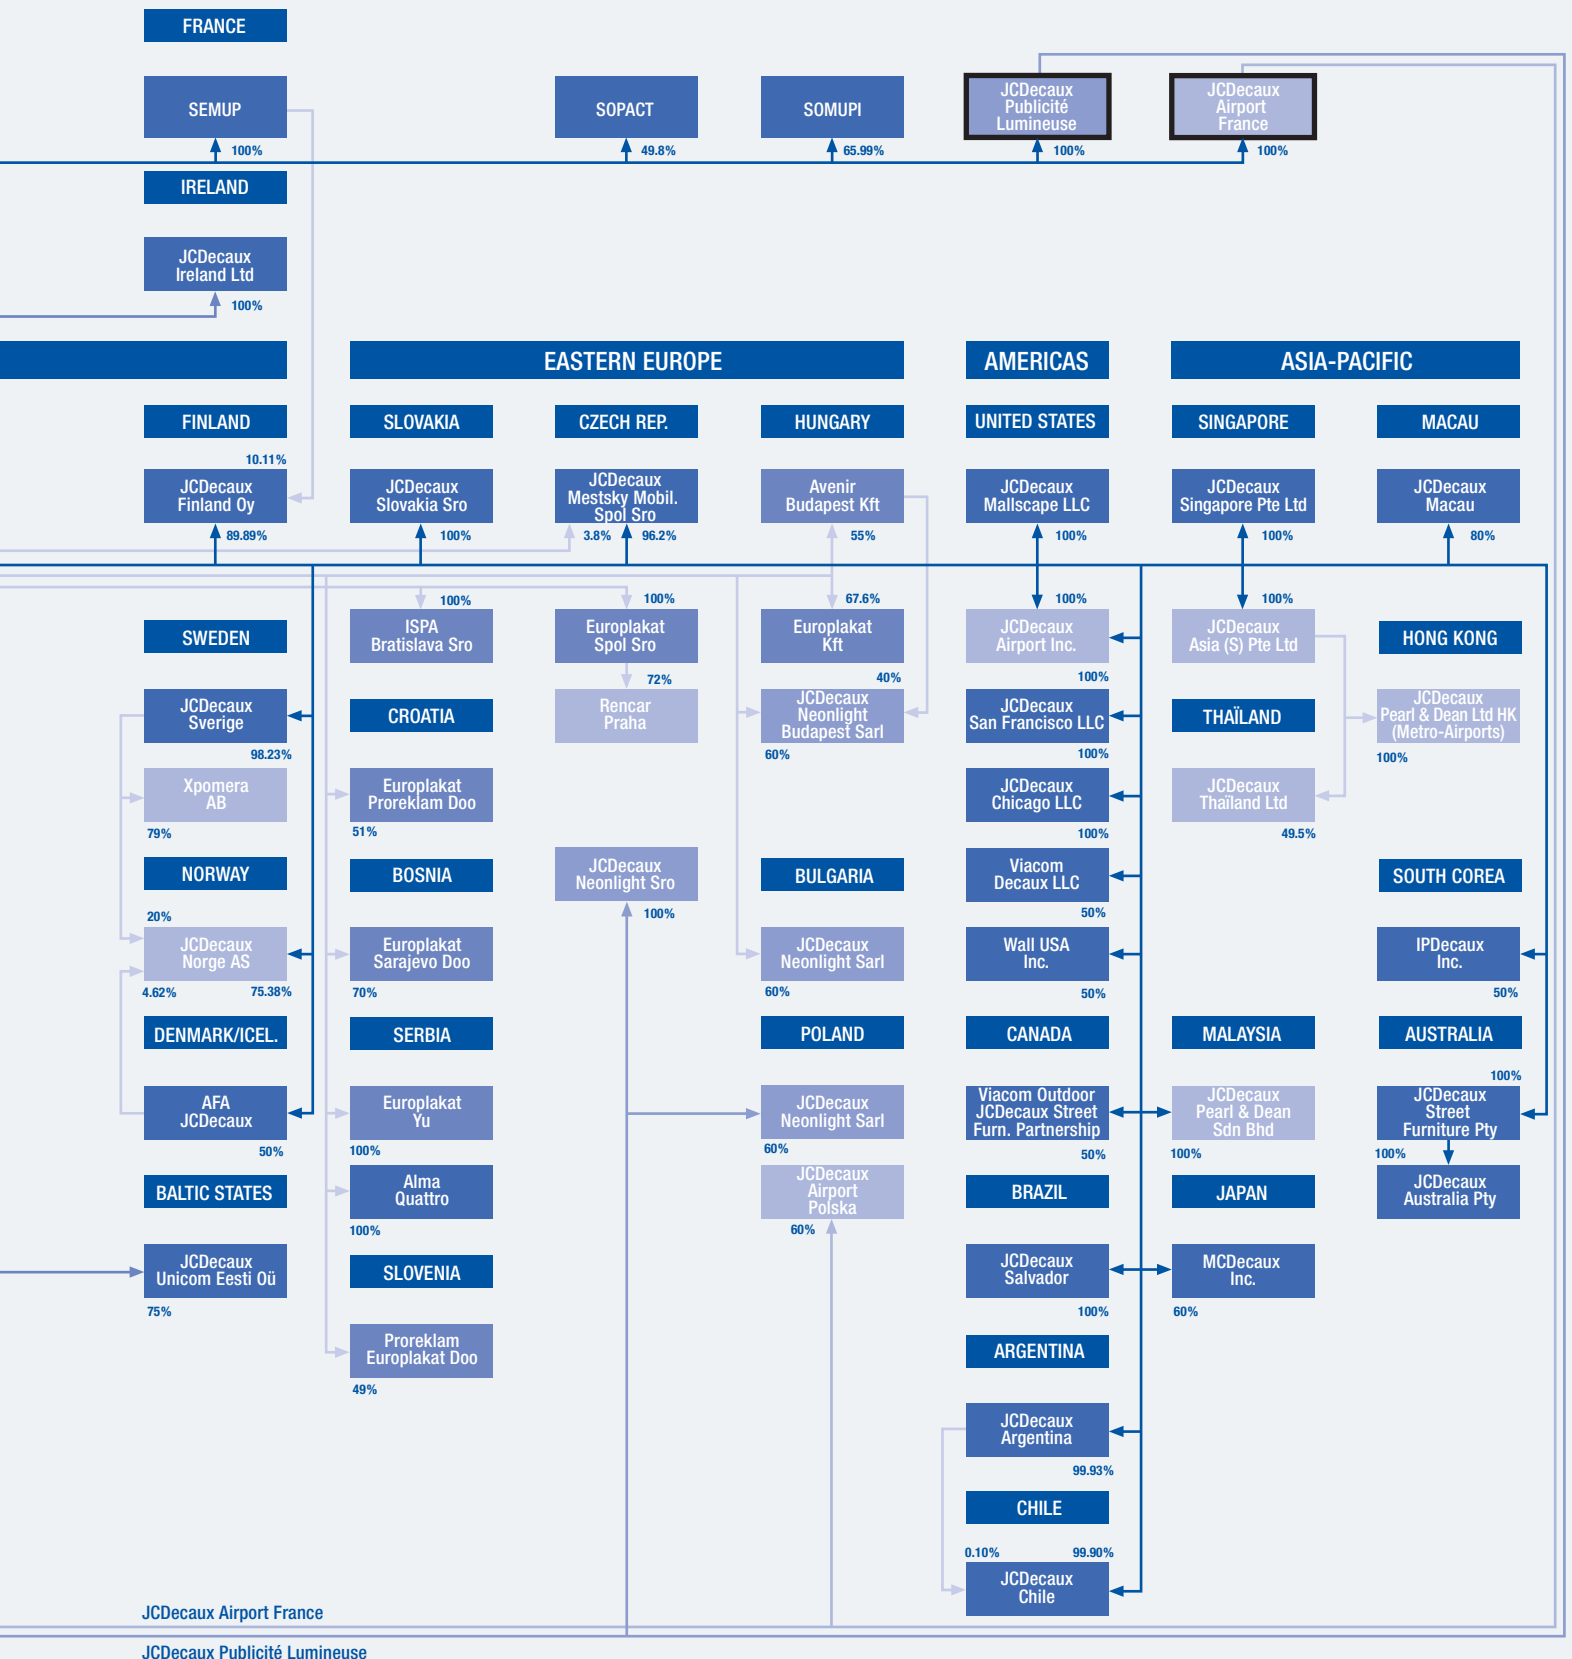 FRANCE
SEMUP
SOPACT
SOMUPI
JCDecaux
Publicité
Lumineuse
JCDecaux
Airport
France
100%
49.8%
65.99%
100%
100%
IRELAND
JCDecaux
Ireland Ltd
100%
EASTERN EUROPE
AMERICAS
ASIA-PACIFIC
FINLAND
SLOVAKIA
CZECH REP.
HUNGARY
UNITED STATES
SINGAPORE
MACAU
10.11%
JCDecaux
Finland Oy
JCDecaux
Slovakia Sro
JCDecaux
Mestsky Mobil.
Spol Sro
Avenir
Budapest Kft
JCDecaux
Mallscape LLC
JCDecaux
Singapore Pte Ltd
JCDecaux
Macau
89.89%
100%
3.8%
96.2%
55%
100%
100%
80%
100%
100%
67.6%
100%
100%
SWEDEN
ISPA
Bratislava Sro
Europlakat
Spol Sro
Europlakat
Kft
JCDecaux
Airport Inc.
JCDecaux
Asia (S) Pte Ltd
HONG KONG
72%
40%
100%
JCDecaux
Sverige
CROATIA
Rencar
Praha
JCDecaux
Neonlight
Budapest Sarl
JCDecaux
San Francisco LLC
THAÏLAND
JCDecaux
Pearl & Dean Ltd HK
(Metro-Airports)
98.23%
60%
100%
100%
Xpomera
AB
Europlakat
Proreklam Doo
JCDecaux
Chicago LLC
JCDecaux
Thaïland Ltd
79%
51%
100%
49.5%
NORWAY
BOSNIA
JCDecaux
Neonlight Sro
BULGARIA
Viacom
Decaux LLC
SOUTH COREA
20%
100%
50%
JCDecaux
Norge AS
Europlakat
Sarajevo Doo
JCDecaux
Neonlight Sarl
Wall USA
Inc.
IPDecaux
Inc.
4.62%
75.38%
70%
60%
50%
50%
DENMARK/ICEL.
SERBIA
POLAND
CANADA
MALAYSIA
AUSTRALIA
100%
AFA
JCDecaux
Europlakat
Yu
JCDecaux
Neonlight Sarl
Viacom Outdoor
JCDecaux Street
Furn. Partnership
JCDecaux
Pearl & Dean
Sdn Bhd
JCDecaux
Street
Furniture Pty
50%
100%
60%
50%
100%
100%
BALTIC STATES
Alma
Quattro
JCDecaux
Airport
Polska
BRAZIL
JAPAN
JCDecaux
Australia Pty
100%
60%
JCDecaux
Unicom Eesti Oü
SLOVENIA
JCDecaux
Salvador
MCDecaux
Inc.
75%
100%
60%
Proreklam
Europlakat Doo
ARGENTINA
49%
JCDecaux
Argentina
99.93%
CHILE
0.10%
99.90%
JCDecaux
Chile
JCDecaux Airport France
JCDecaux Publicité Lumineuse